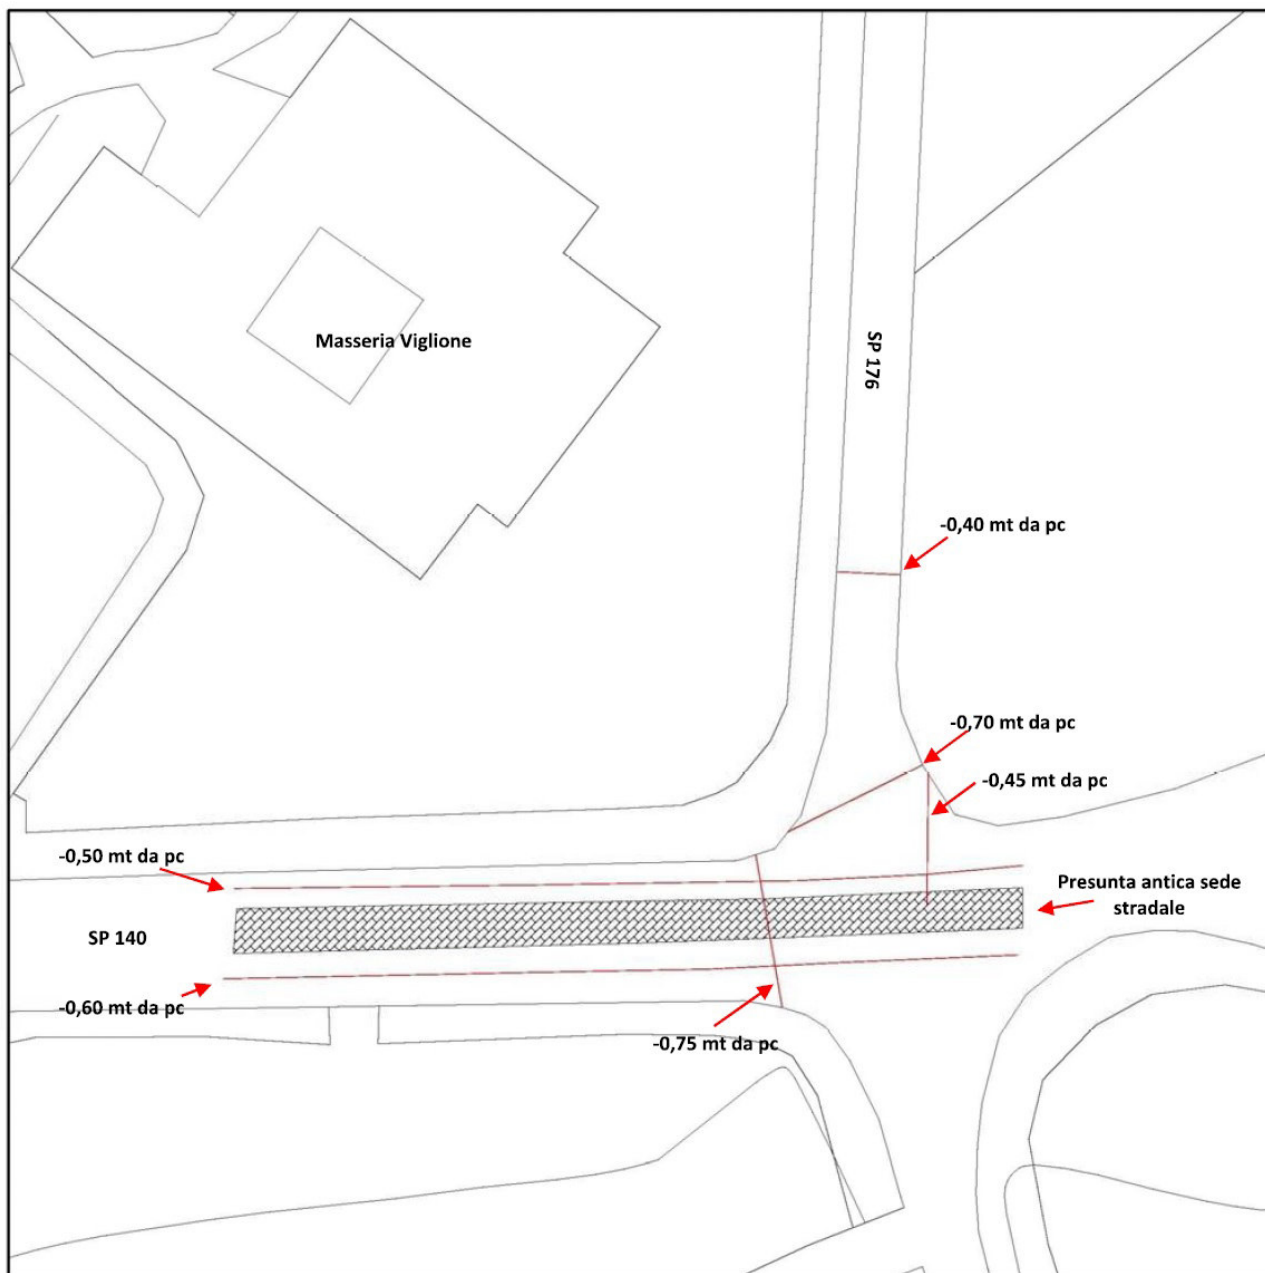 Masseria Viglione
SP 176
-0,40 mt da pc
-0,70 mt da pc
-0,45 mt da pc
-0,50 mt da pc
Presunta antica sede
stradale
SP 140
-0,60 mt da pc
-0,75 mt da pc